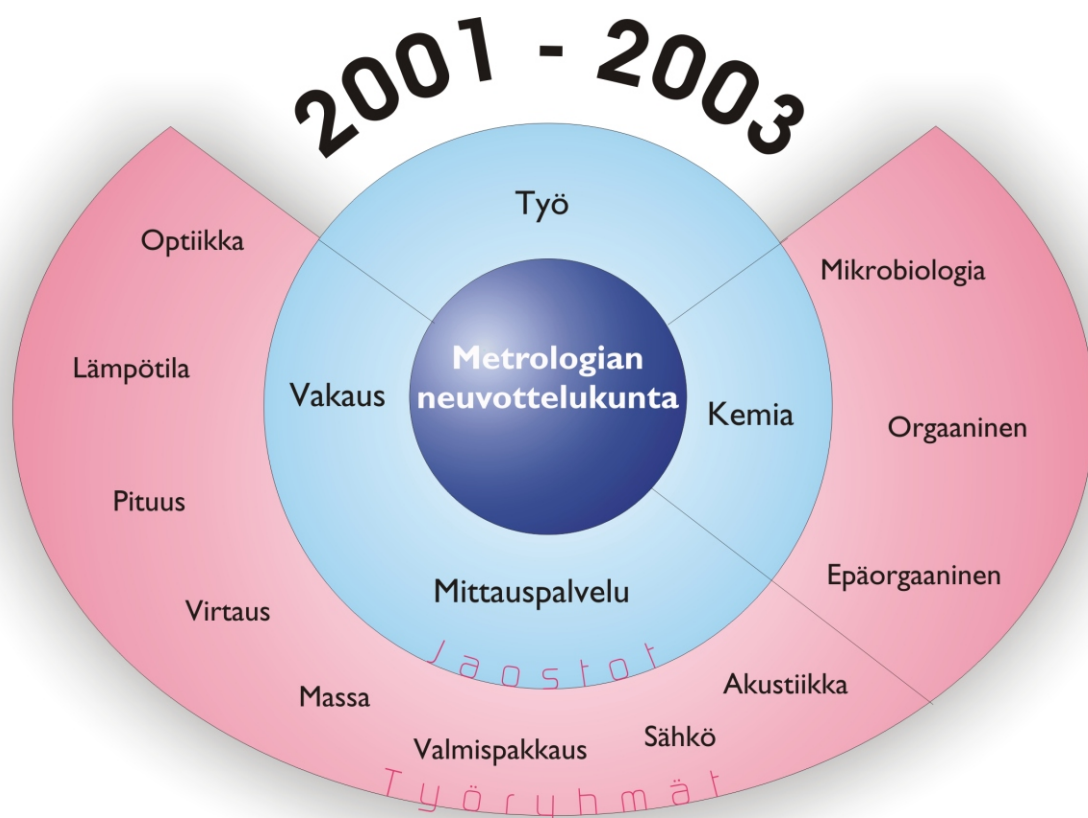 2001 - 2003
Työ
Optiikka
Mikrobiologia
Lämpötila
Metrologian
neuvottelukunta
Vakaus
Kemia
Orgaaninen
Pituus
Epäorgaaninen
Mittauspalvelu
Virtaus
Jaostot
Massa
Akustiikka
Sähkö
Valmispakkaus
Työryhmät